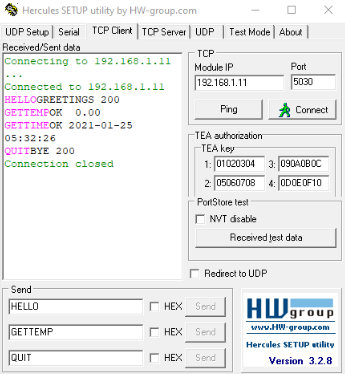 Hercules SETUP utility by HW-group.com
UDP Setup Serial TCP Client TCP Server UDP Test Mode About
Received/Sent data
Connecting to 192.168.1.11
...
Connected to 192.168.1.11
HELLOGREETINGS 200
GETTEMPOK  0.00
GETTIMEOK 2021-01-25
05:32:26
QUITBYE 200
Connection closed
TCP
Module IP Port
192.168.1.11 5030
Ping Connect
TEA authorization
TEA key
1: 01020304 3: 090A0B0C
2: 05060708 4: 0D0E0F10
PortStore test
NVT disable
Received test data
Redirect to UDP
Send
HELLO HEX Send
GETTEMP HEX Send
QUIT HEX Send
HW group
www.HW-group.com
Hercules SETUP utility
Version 3.2.8